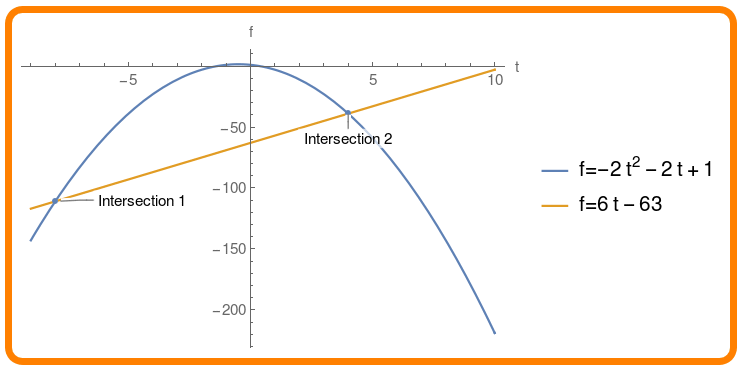 f
t
−5
5
10
−50
Intersection 2
−100
Intersection 1
−150
−200
f=−2 t² − 2 t + 1
f=6 t − 63